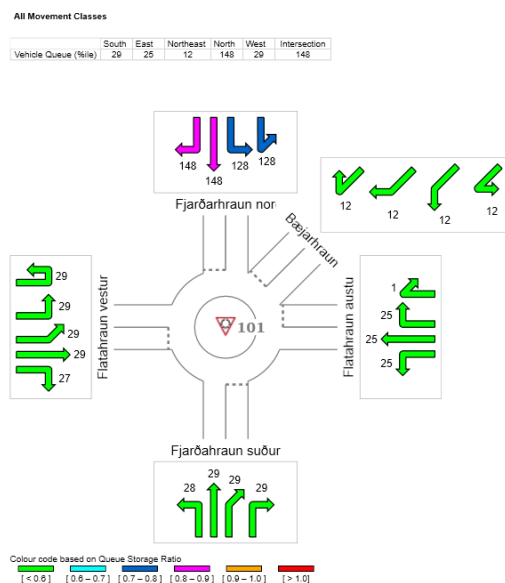 All Movement Classes
South East Northeast North West Intersection
Vehicle Queue (%ile) 29 25 12 148 29 148
148 148 128 128
Fjarðarhraun nor
12 12 12 12
Bæjarhraun
29
29
29
29
27
Flatahraun vestur
101
Flatahraun austu
1
25
25
25
Fjarðahraun suður
28 29 29 29
Colour code based on Queue Storage Ratio
[ < 0.6 ] [ 0.6 – 0.7 ] [ 0.7 – 0.8 ] [ 0.8 – 0.9 ] [ 0.9 – 1.0 ] [ > 1.0 ]